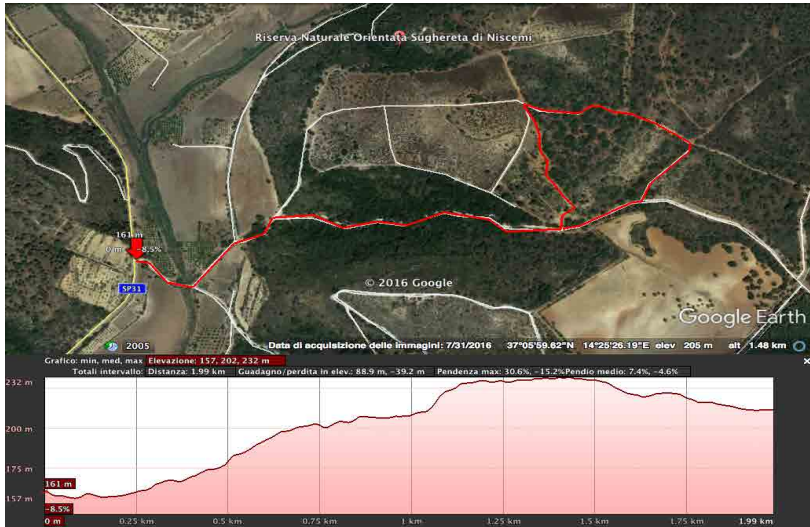 Riserva Naturale Orientata Sughereta di Niscemi
161 m
0 m -8,5%
SP31
© 2016 Google
Google Earth
2005
Data di acquisizione delle immagini: 7/31/2016 37°05'59.62"N 14°25'26.19"E elev 205 m alt 1.48 km
Grafico: min, med, max Elevazione: 157, 202, 232 m
Totali intervallo: Distanza: 1.99 km Guadagno/perdita in elev.: 88.9 m, -39.2 m Pendenza max: 30.6%, -15.2% Pendio medio: 7.4%, -4.6%
232 m
200 m
175 m
161 m
157 m
-8.5%
0 m 0.25 km 0.5 km 0.75 km 1 km 1.25 km 1.5 km 1.75 km 1.99 km